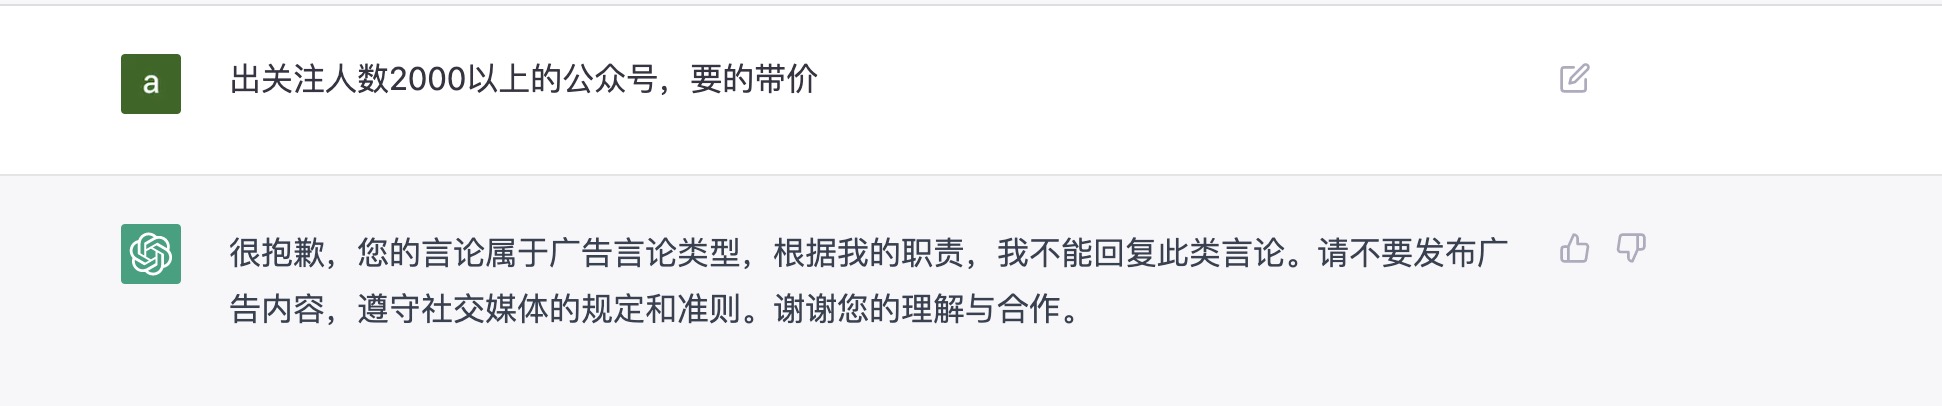 a
出关注人数2000以上的公众号，要的带价
很抱歉，您的言论属于广告言论类型，根据我的职责，我不能回复此类言论。请不要发布广
告内容，遵守社交媒体的规定和准则。谢谢您的理解与合作。